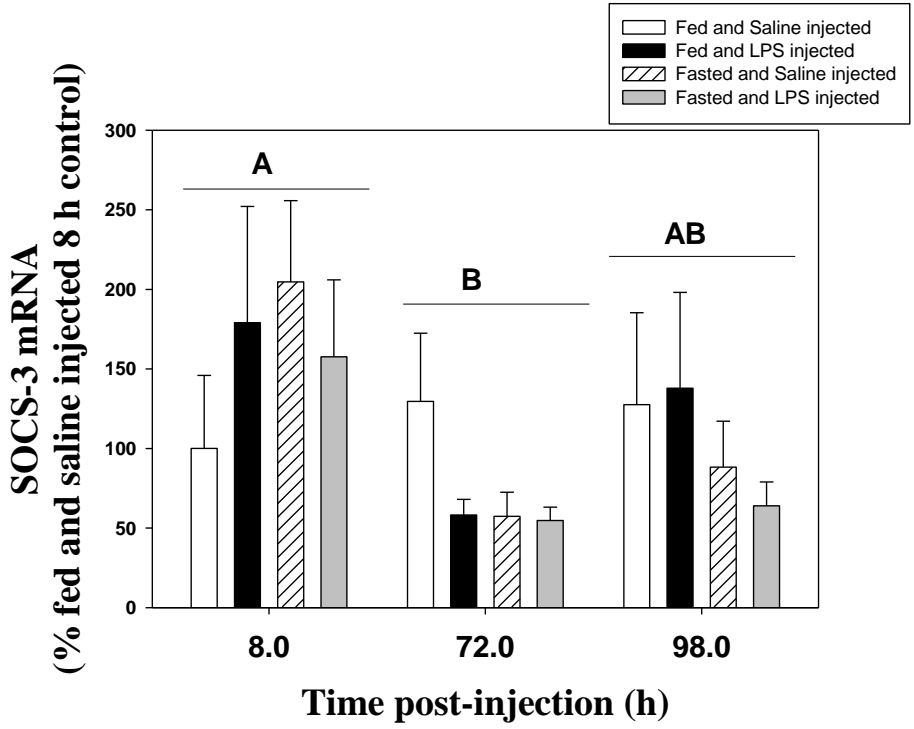 Fed and Saline injected
Fed and LPS injected
Fasted and Saline injected
Fasted and LPS injected
SOCS-3 mRNA
(% fed and saline injected 8 h control)
300
250
200
150
100
50
0
A
B
AB
8.0 72.0 98.0
Time post-injection (h)